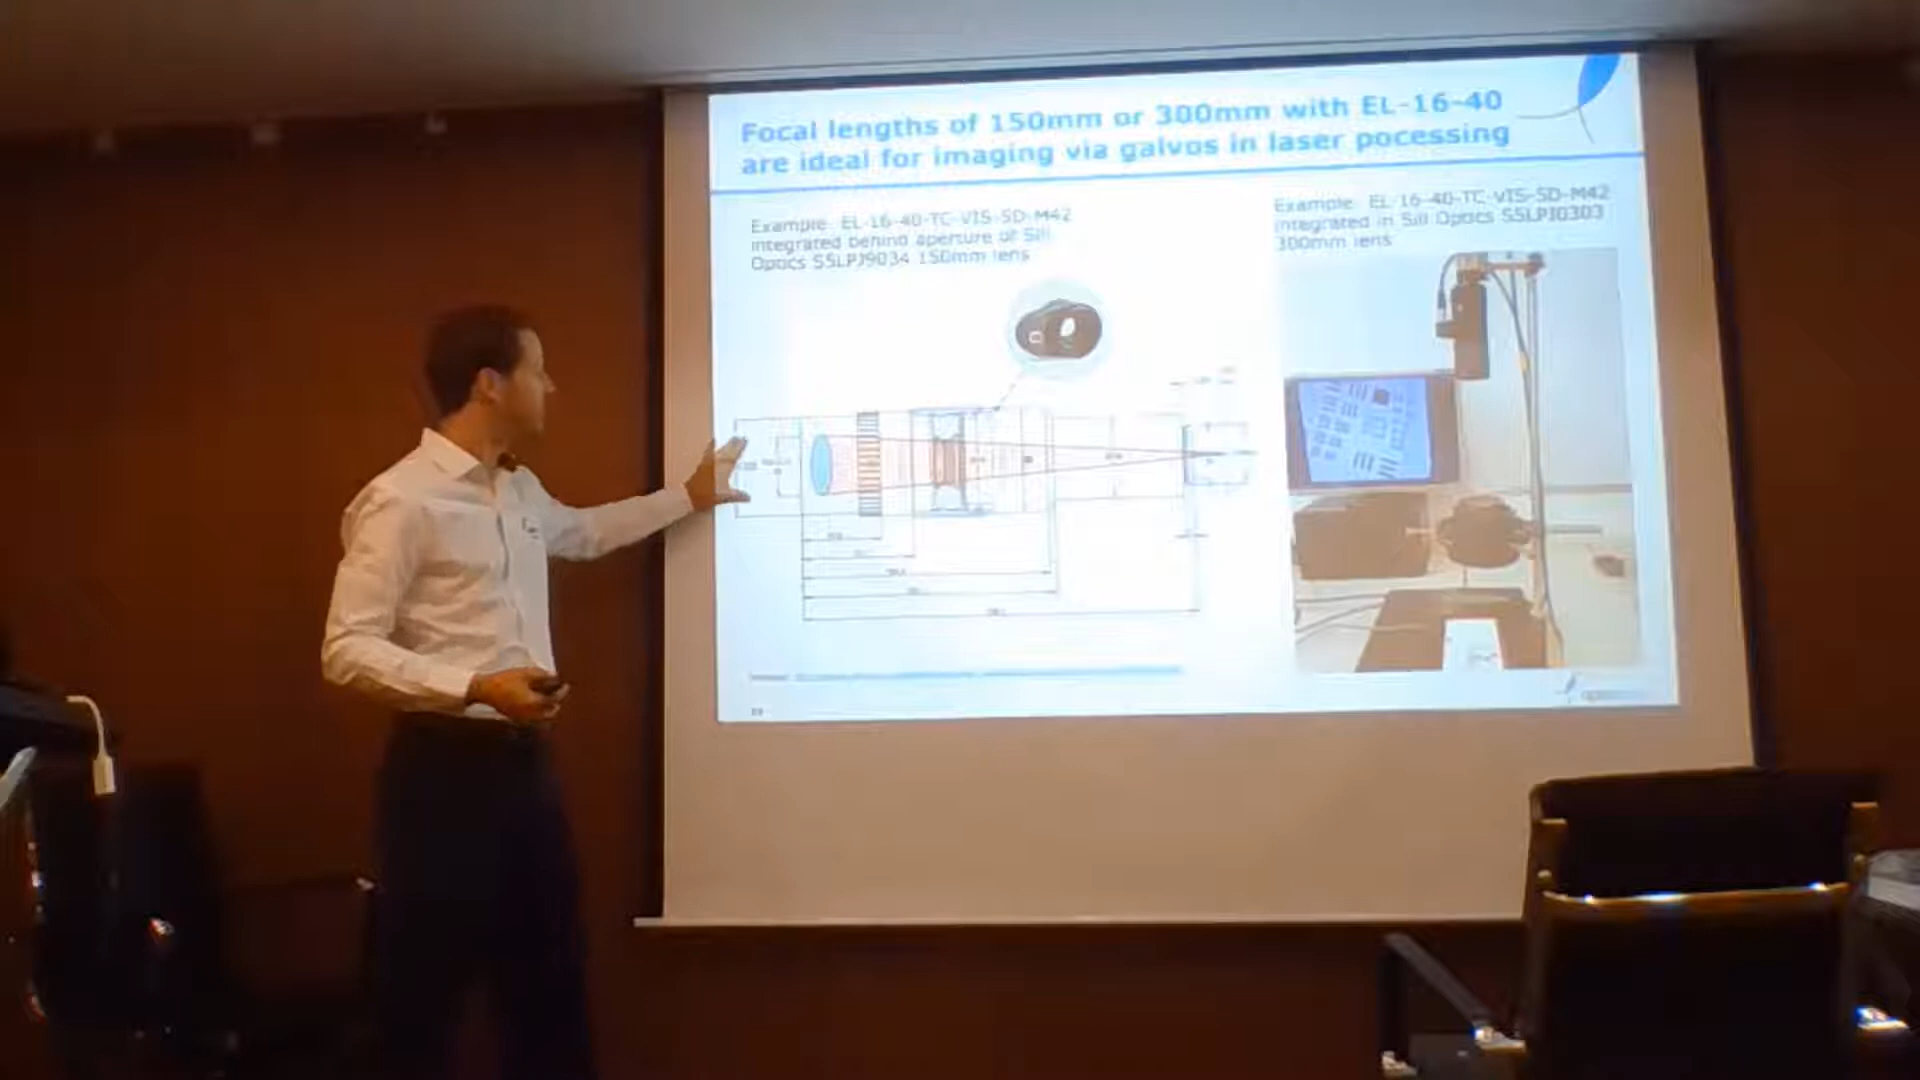 Focal lengths of 150mm or 300mm with EL-16-40
are ideal for imaging via galvos in laser pocessing
Example: EL-16-40-TC-VIS-5D-M42
integrated behind aperture of Sill
Optics S5LPJ9034 150mm lens
Example: EL-16-40-TC-VIS-5D-M42
integrated in Sill Optics S5LPJ0303
300mm lens